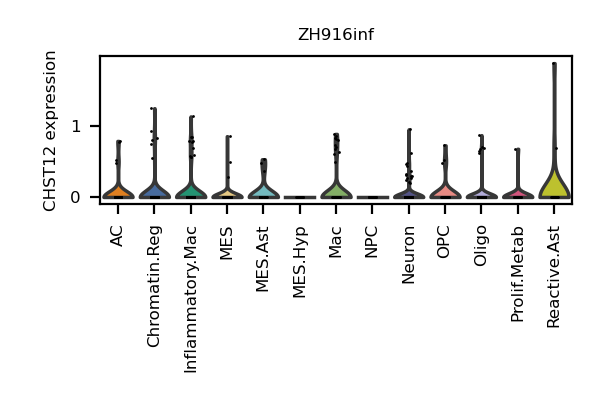 ZH916inf
CHST12 expression
1
0
AC
Chromatin.Reg
Inflammatory.Mac
MES
MES.Ast
MES.Hyp
Mac
NPC
Neuron
OPC
Oligo
Prolif.Metab
Reactive.Ast